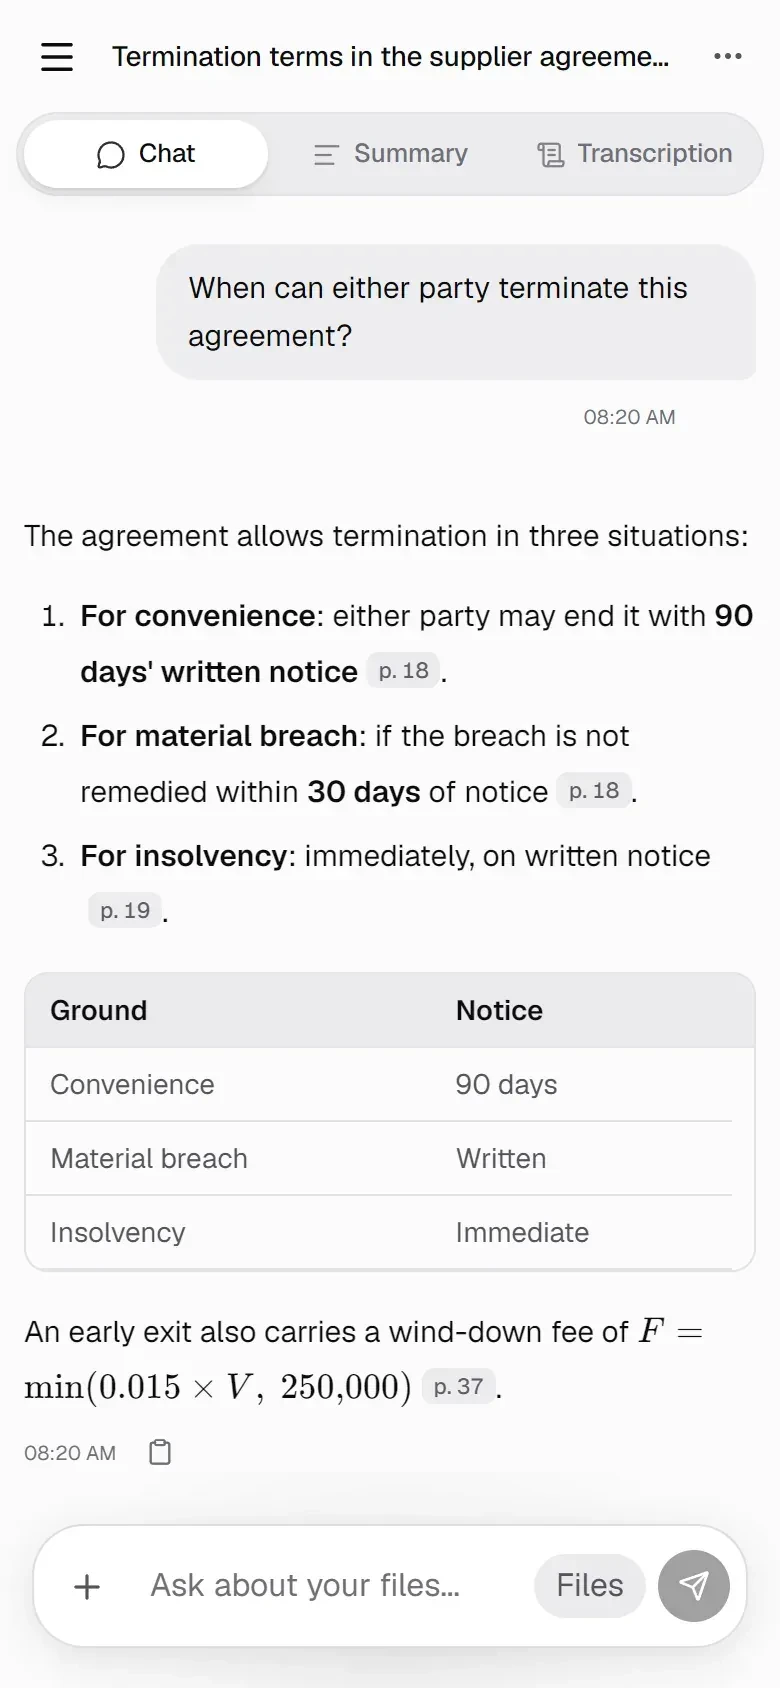 Termination terms in the supplier agreeme...
Chat
Summary
Transcription
When can either party terminate this
agreement?
08:20 AM
The agreement allows termination in three situations:
1. For convenience: either party may end it with 90
days' written notice p. 18.
2. For material breach: if the breach is not
remedied within 30 days of notice p. 18.
3. For insolvency: immediately, on written notice
p. 19.
Ground Notice
Convenience 90 days
Material breach Written
Insolvency Immediate
An early exit also carries a wind-down fee of F =
min(0.015 × V, 250,000) p. 37.
08:20 AM
Ask about your files... Files